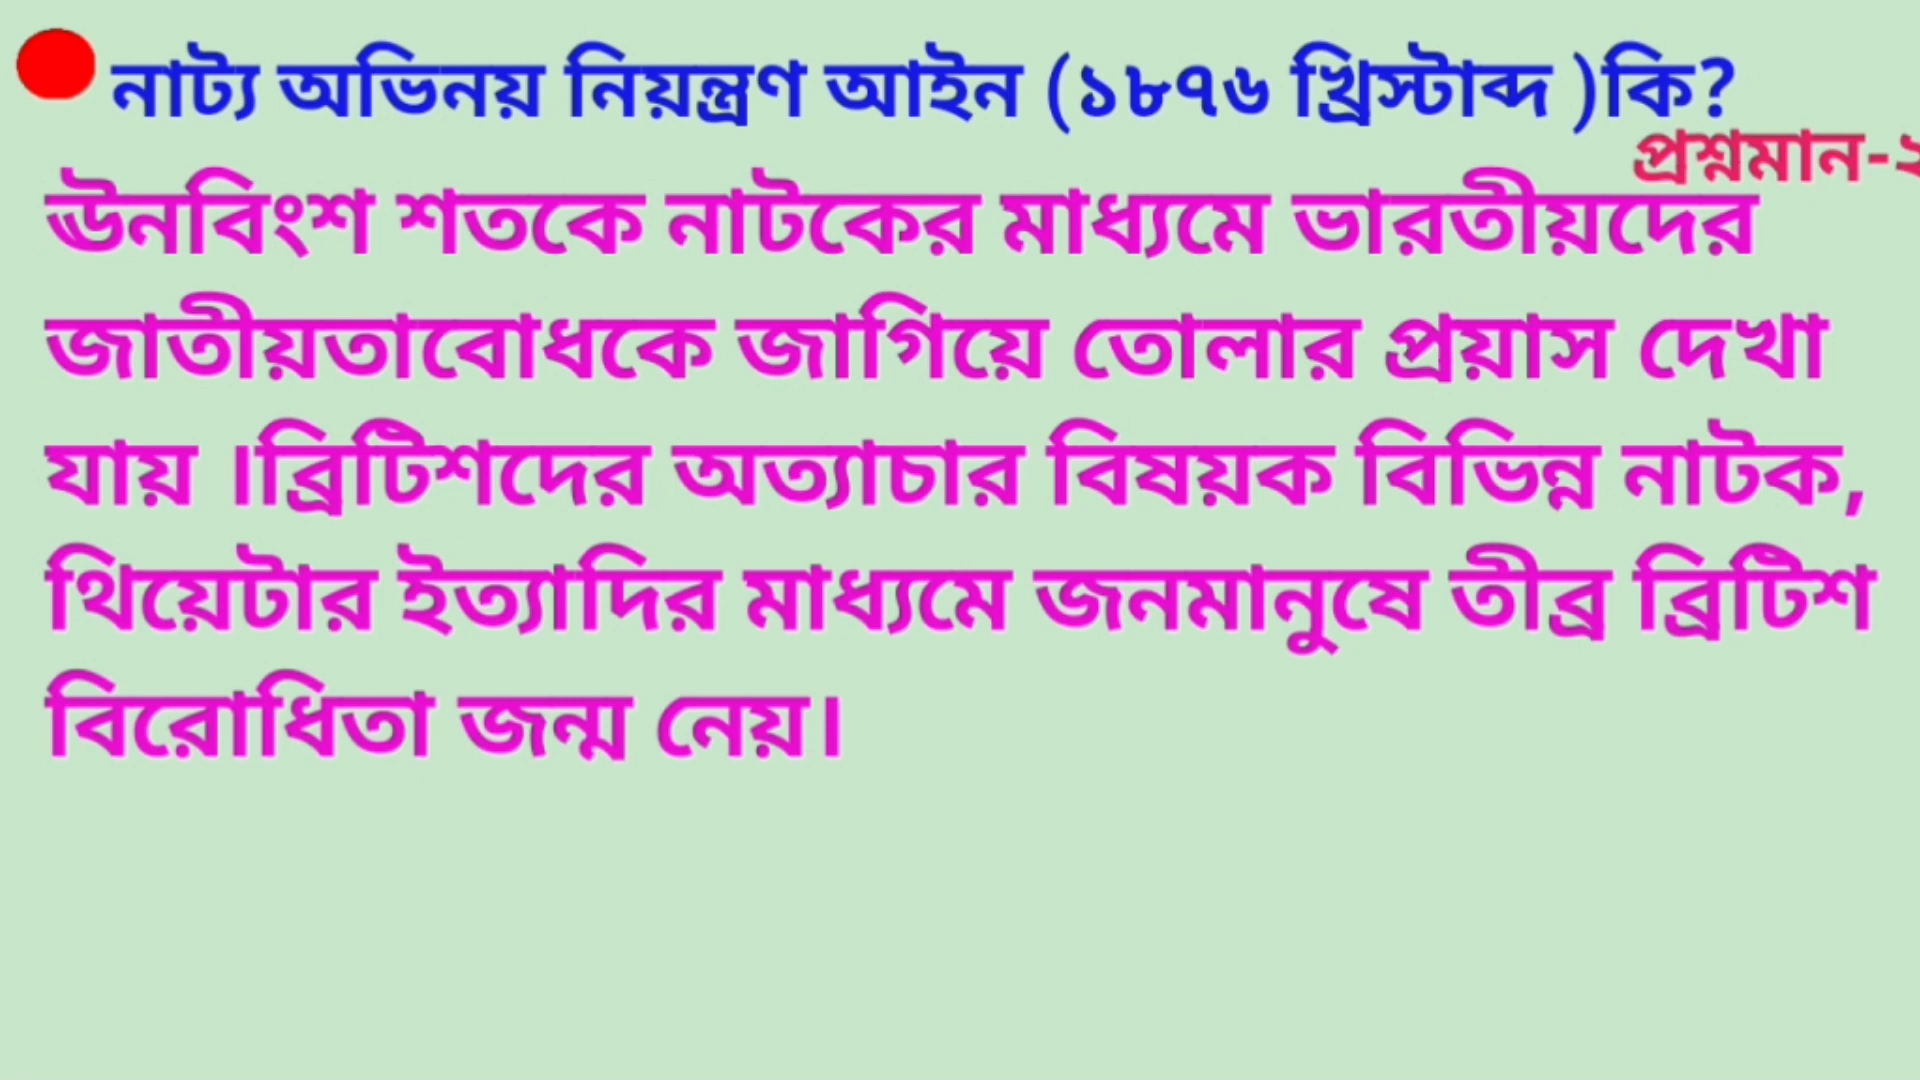 নাট্য অভিনয় নিয়ন্ত্রণ আইন (১৮৭৬ খ্রিস্টাব্দ )কি?
প্রশ্নমান-২
ঊনবিংশ শতকে নাটকের মাধ্যমে ভারতীয়দের
জাতীয়তাবোধকে জাগিয়ে তোলার প্রয়াস দেখা
যায় ।ব্রিটিশদের অত্যাচার বিষয়ক বিভিন্ন নাটক,
থিয়েটার ইত্যাদির মাধ্যমে জনমানুষে তীব্র ব্রিটিশ
বিরোধিতা জন্ম নেয়।